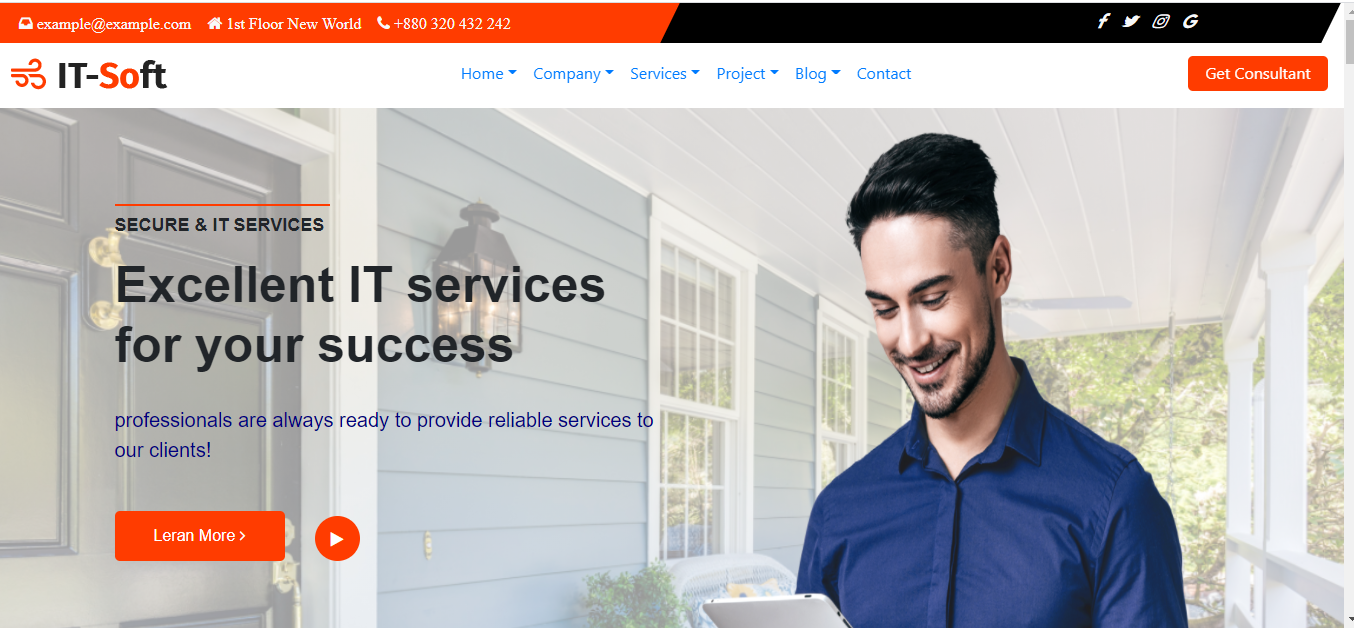 example@example.com 1st Floor New World +880 320 432 242
IT-Soft
Home Company Services Project Blog Contact
Get Consultant
SECURE & IT SERVICES
Excellent IT services
for your success
professionals are always ready to provide reliable services to
our clients!
Leran More